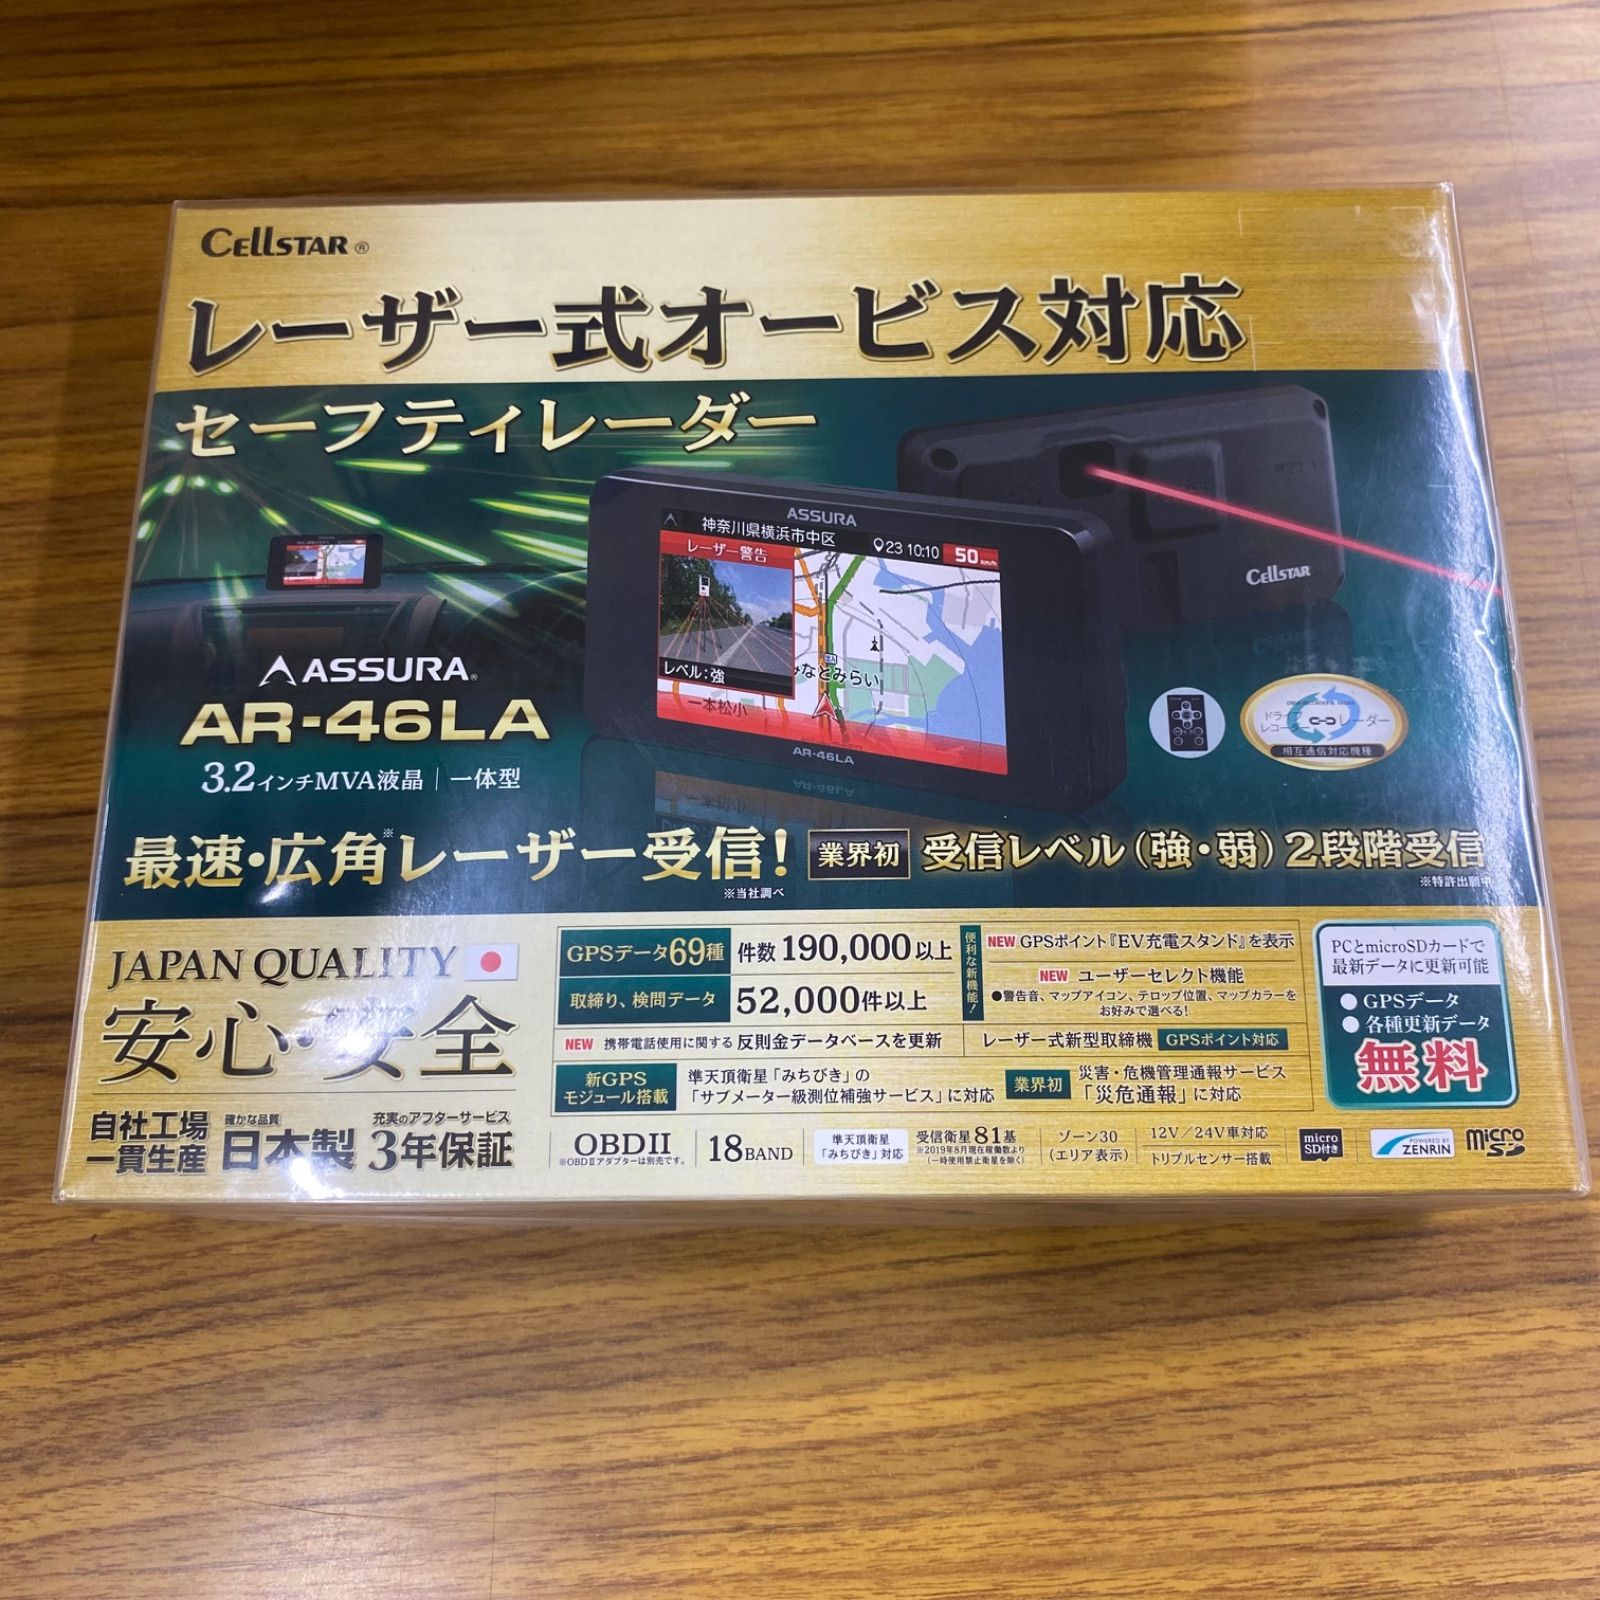 CELLSTAR®
レーザー式オービス対応
セーフティレーダー
ASSURA
神奈川県横浜市中区 23 10:10 50 km/h
レーザー警告
レベル:強
なとみらい
一本松小
AR-46LA
CELLSTAR
ASSURA®
AR-46LA
3.2インチMVA液晶|一体型
ドライブレコーダー レーダー
相互通信対応機種
最速・広角※レーザー受信!
※当社調べ
業界初 受信レベル(強・弱)2段階受信
※特許出願中
JAPAN QUALITY
安心・安全
自社工場
一貫生産
確かな品質
日本製
充実のアフターサービス
3年保証
GPSデータ69種 件数190,000以上
取締り、検問データ 52,000件以上
便利な新機能!
NEW GPSポイント『EV充電スタンド』を表示
NEW ユーザーセレクト機能
●警告音、マップアイコン、テロップ位置、マップカラーを
お好みで選べる!
NEW 携帯電話使用に関する反則金データベースを更新
レーザー式新型取締機 GPSポイント対応
新GPS
モジュール搭載
準天頂衛星「みちびき」の
「サブメーター級測位補強サービス」に対応
業界初
災害・危機管理通報サービス
「災危通報」に対応
PCとmicroSDカードで
最新データに更新可能
●GPSデータ
●各種更新データ
無料
OBDII
※OBDⅡアダプターは別売です。
18BAND
準天頂衛星
「みちびき」対応
受信衛星81基
※2019年8月現在稼働数より
(一時使用禁止衛星を除く)
ゾーン30
(エリア表示)
12V/24V車対応
トリプルセンサー搭載
micro
SD付き
POWERED BY
ZENRIN
micro
SD